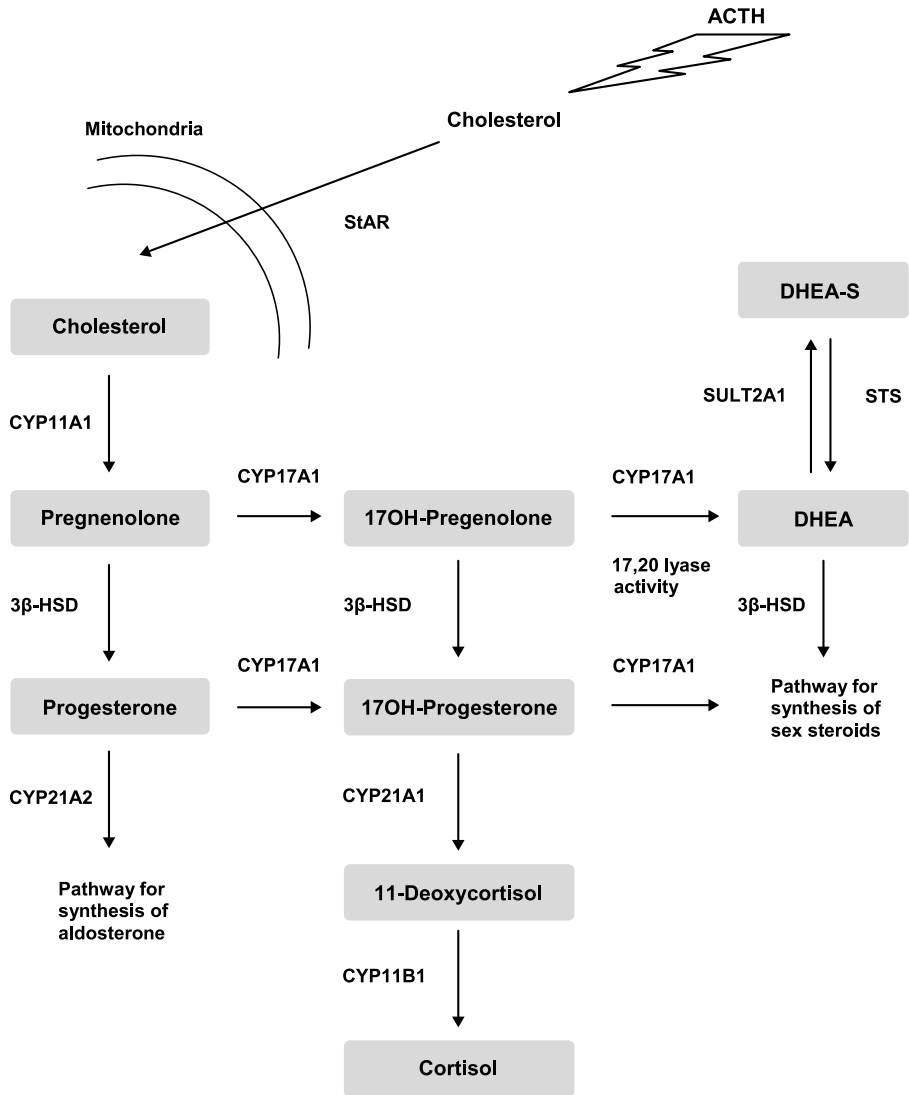 ACTH
Cholesterol
Mitochondria
StAR
DHEA-S
Cholesterol
SULT2A1
STS
CYP11A1
CYP17A1
CYP17A1
Pregnenolone
17OH-Pregenolone
DHEA
17,20 lyase
activity
3β-HSD
3β-HSD
3β-HSD
CYP17A1
CYP17A1
Progesterone
17OH-Progesterone
Pathway for
synthesis of
sex steroids
CYP21A2
CYP21A1
Pathway for
synthesis of
aldosterone
11-Deoxycortisol
CYP11B1
Cortisol